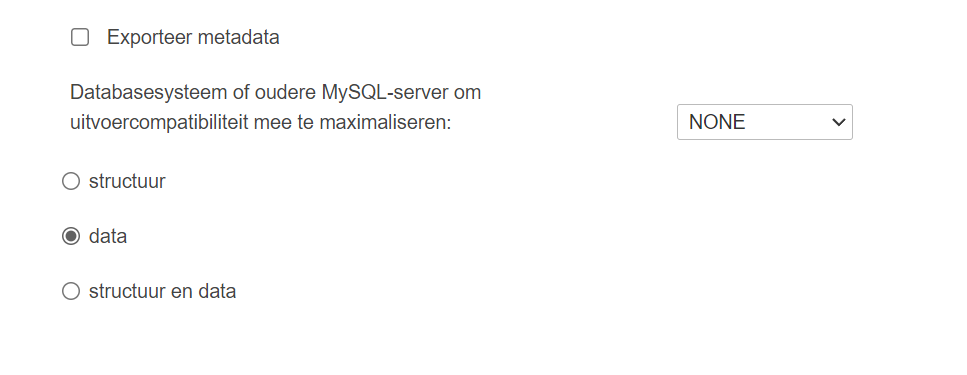 Exporteer metadata
Databasesysteem of oudere MySQL-server om
uitvoercompatibiliteit mee te maximaliseren:
NONE
structuur
data
structuur en data